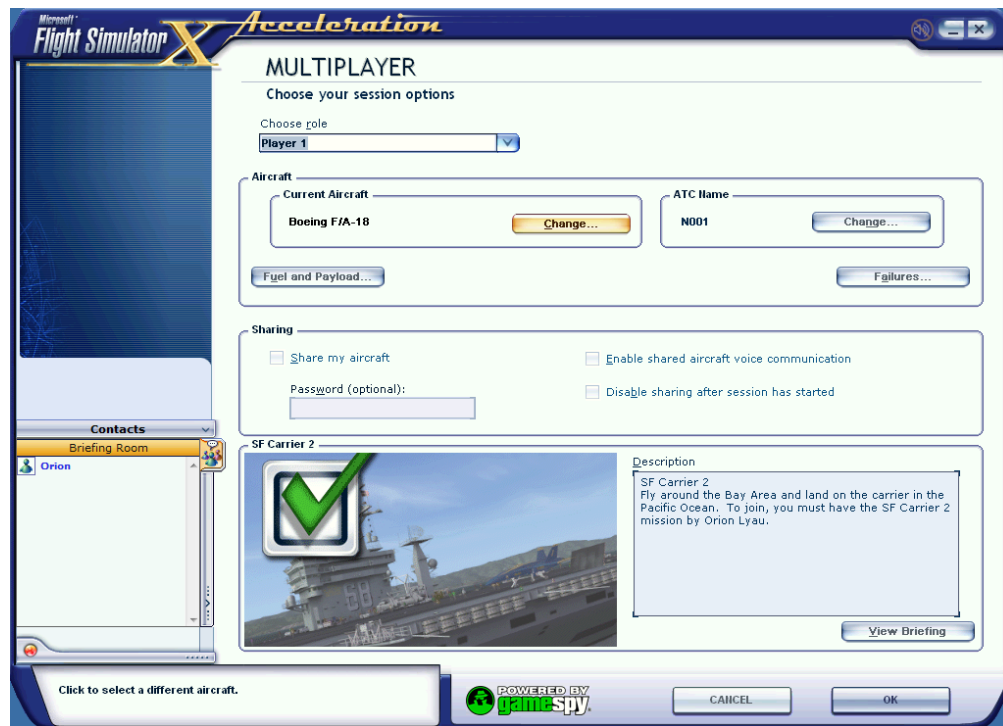 Microsoft
Flight Simulator X
Acceleration
MULTIPLAYER
Choose your session options
Choose role
Player 1
Aircraft
Current Aircraft
Boeing F/A-18
Change...
ATC Name
N001
Change...
Fuel and Payload...
Failures...
Sharing
Share my aircraft
Enable shared aircraft voice communication
Password (optional):
Disable sharing after session has started
Contacts
Briefing Room
Orion
SF Carrier 2
68
Description
SF Carrier 2
Fly around the Bay Area and land on the carrier in the
Pacific Ocean.  To join, you must have the SF Carrier 2
mission by Orion Lyau.
View Briefing
Click to select a different aircraft.
POWERED BY
gamespy.
CANCEL
OK